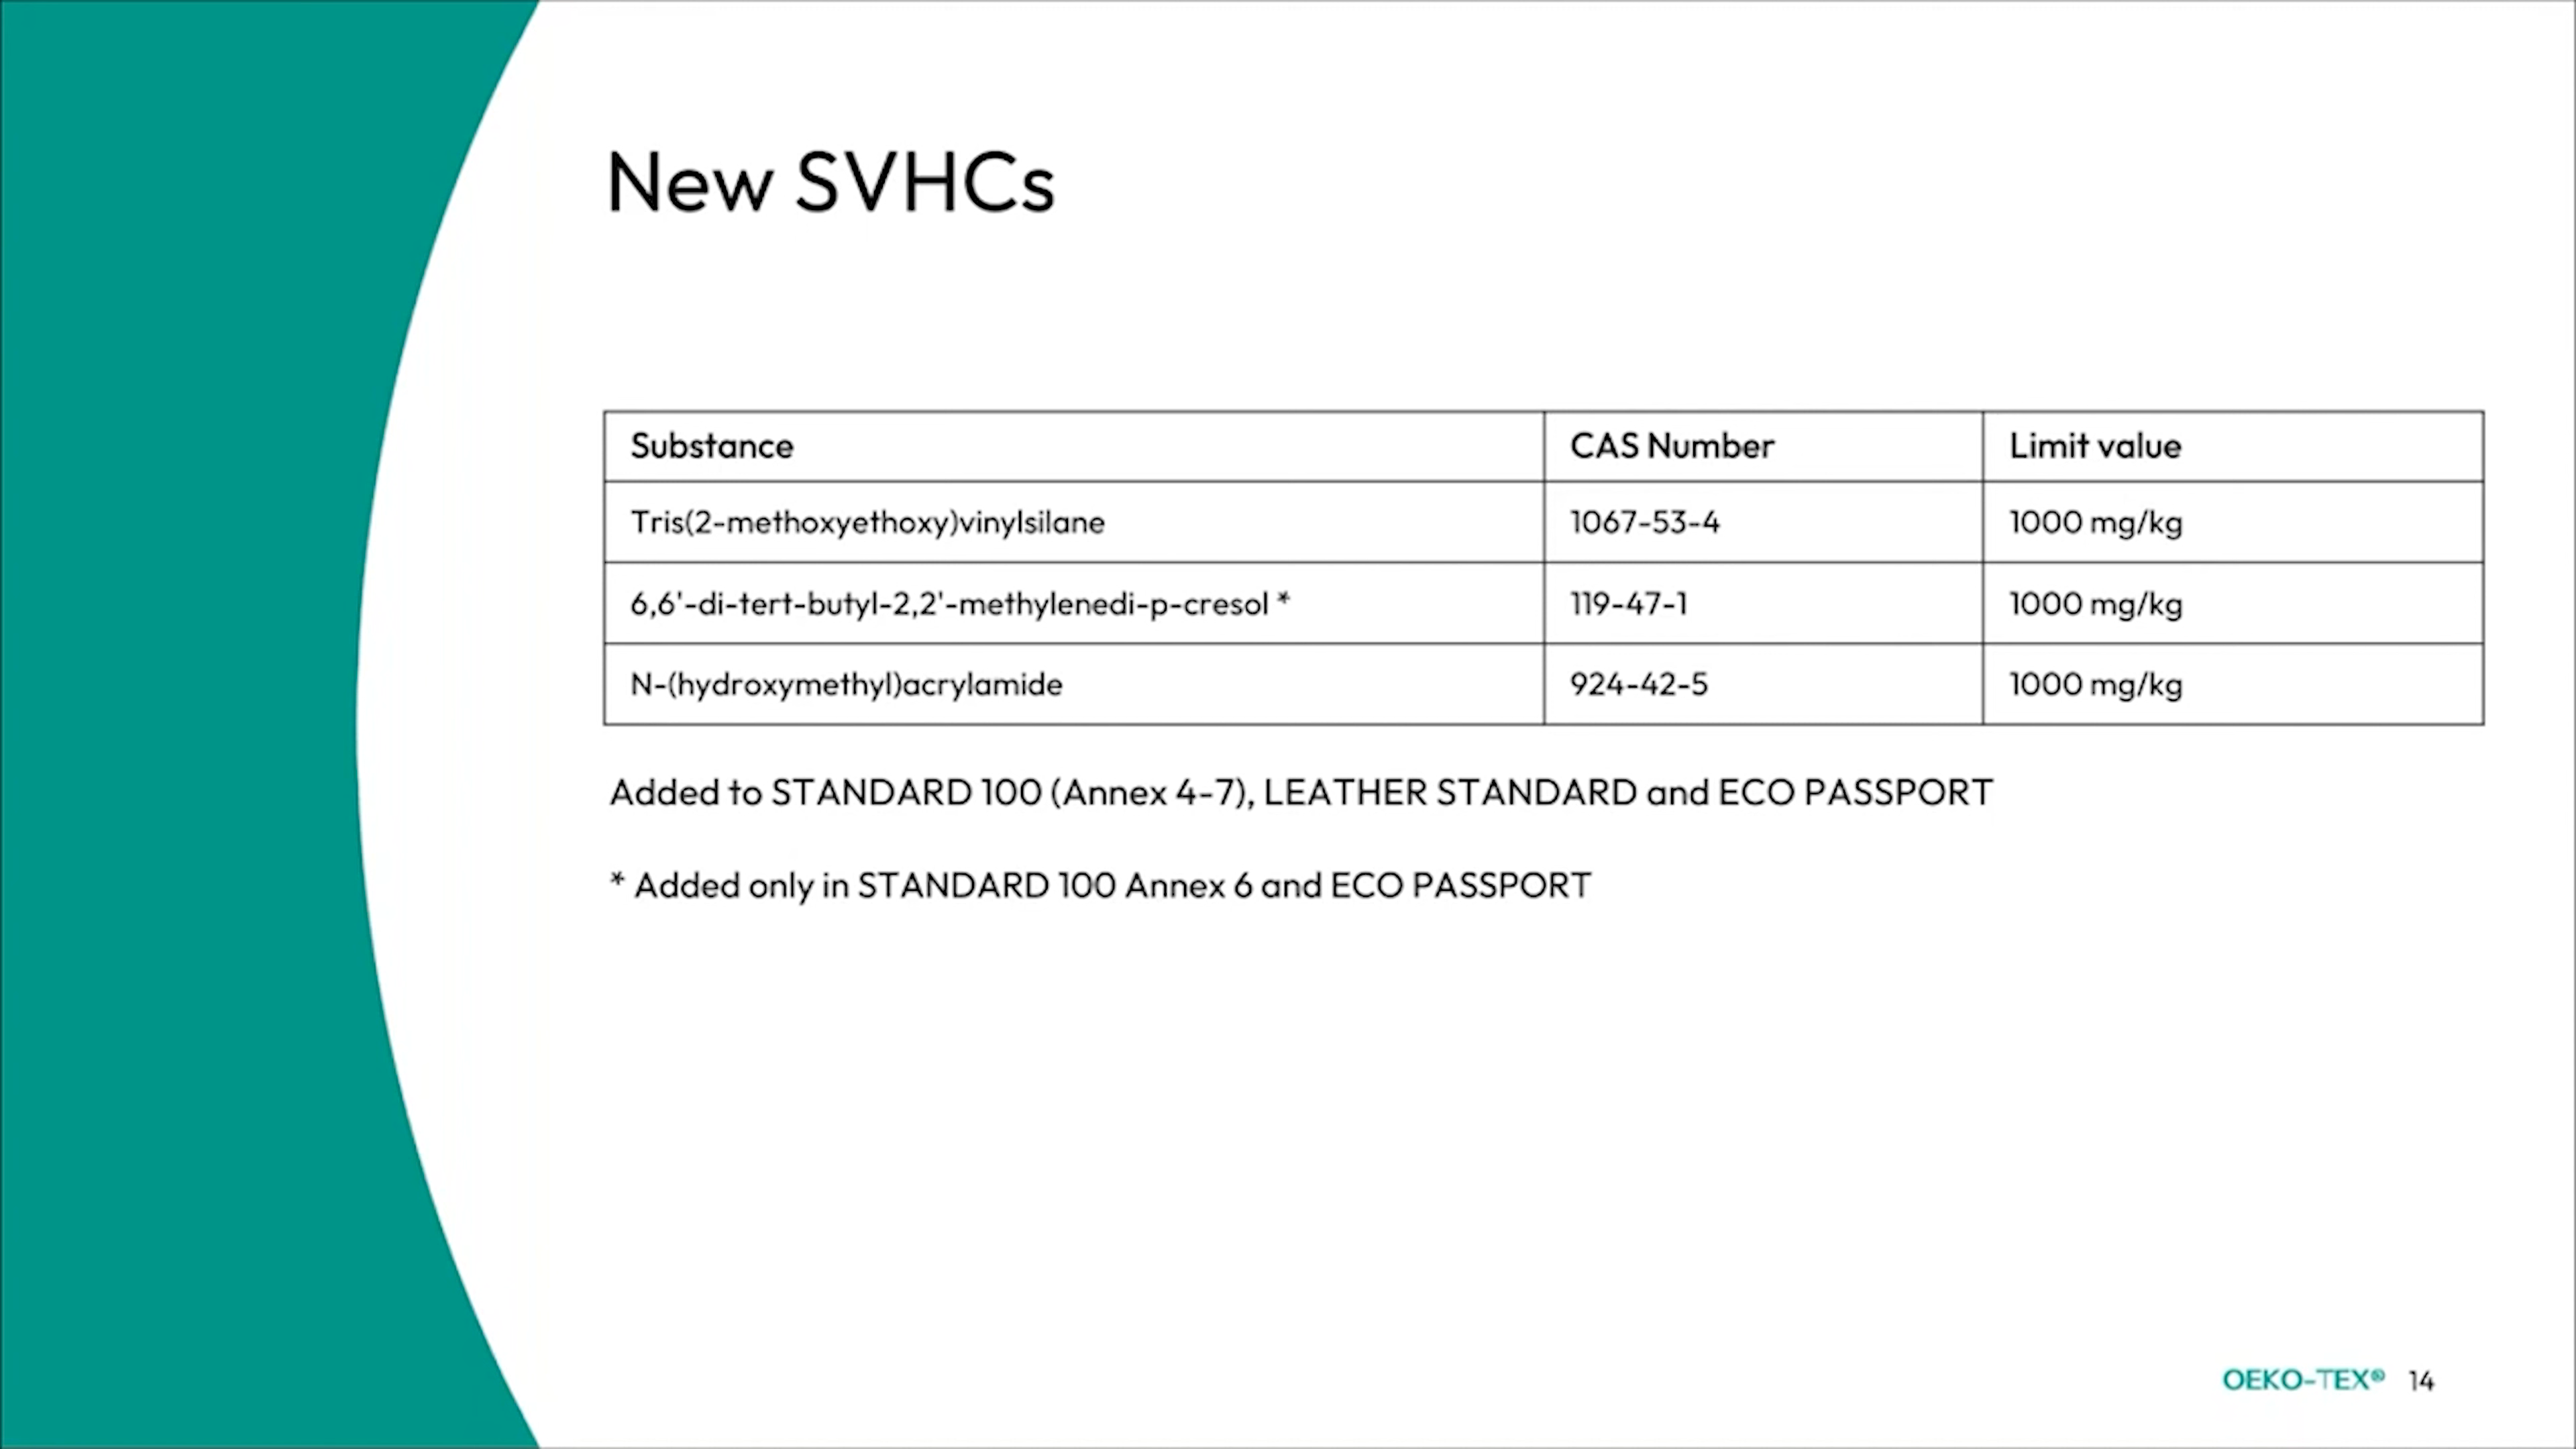 New SVHCs
Substance CAS Number Limit value
Tris(2-methoxyethoxy)vinylsilane 1067-53-4 1000 mg/kg
6,6'-di-tert-butyl-2,2'-methylenedi-p-cresol * 119-47-1 1000 mg/kg
N-(hydroxymethyl)acrylamide 924-42-5 1000 mg/kg
Added to STANDARD 100 (Annex 4-7), LEATHER STANDARD and ECO PASSPORT
* Added only in STANDARD 100 Annex 6 and ECO PASSPORT
OEKO-TEX® 14